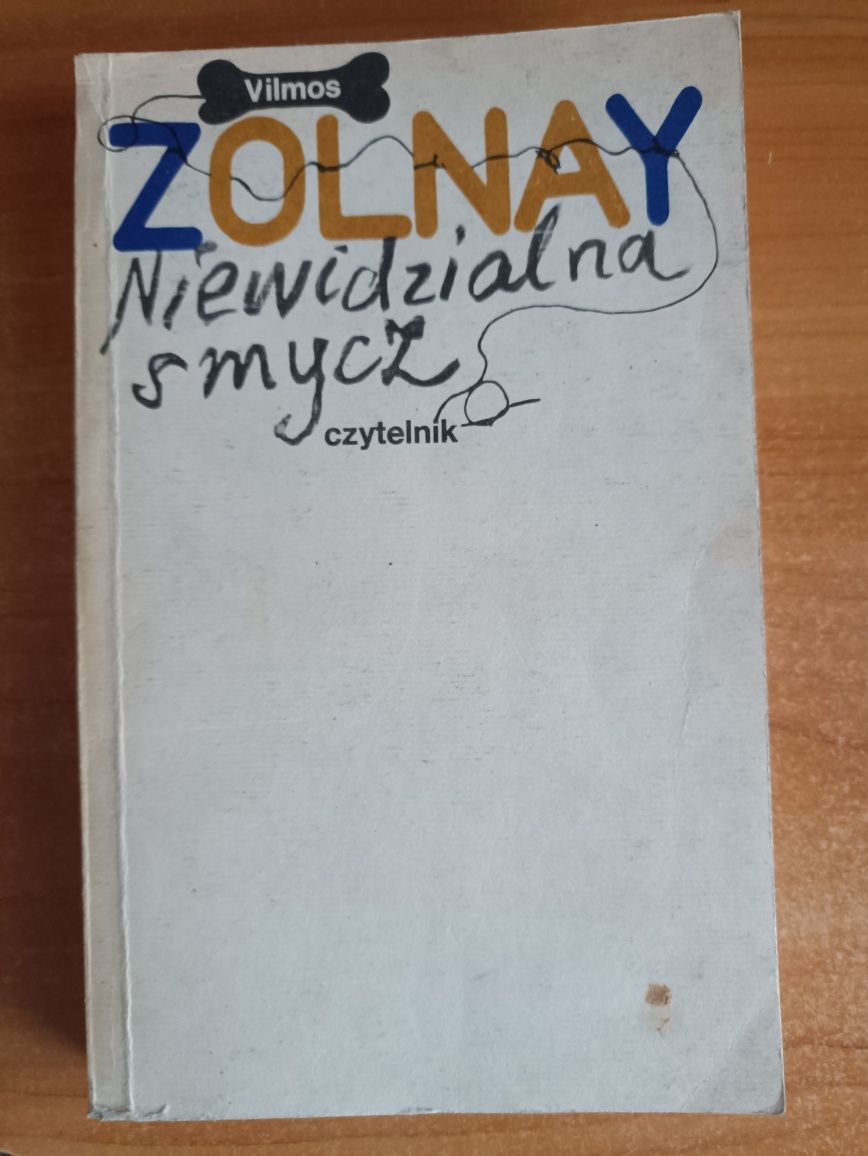 Vilmos
ZOLNAY
Niewidzialna
smycz
czytelnik